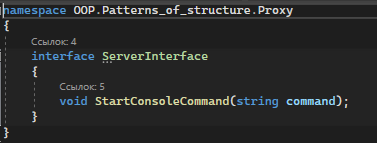 namespace OOP.Patterns_of_structure.Proxy
{
Ссылок: 4
interface ServerInterface
{
Ссылок: 5
void StartConsoleCommand(string command);
}
}